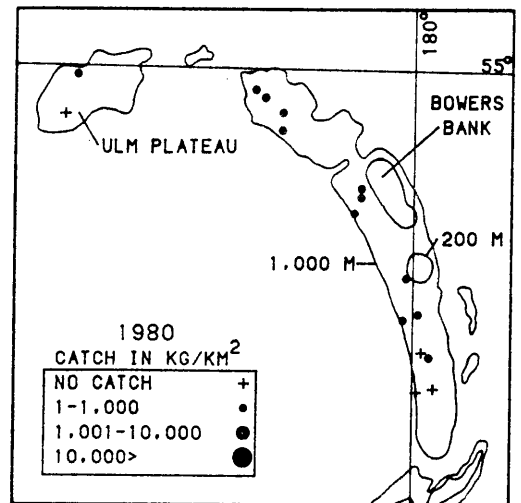 180°
55°
BOWERS
BANK
ULM PLATEAU
200 M
1,000 M
1980
CATCH IN KG/KM²
NO CATCH +
1-1,000
1,001-10,000
10,000>